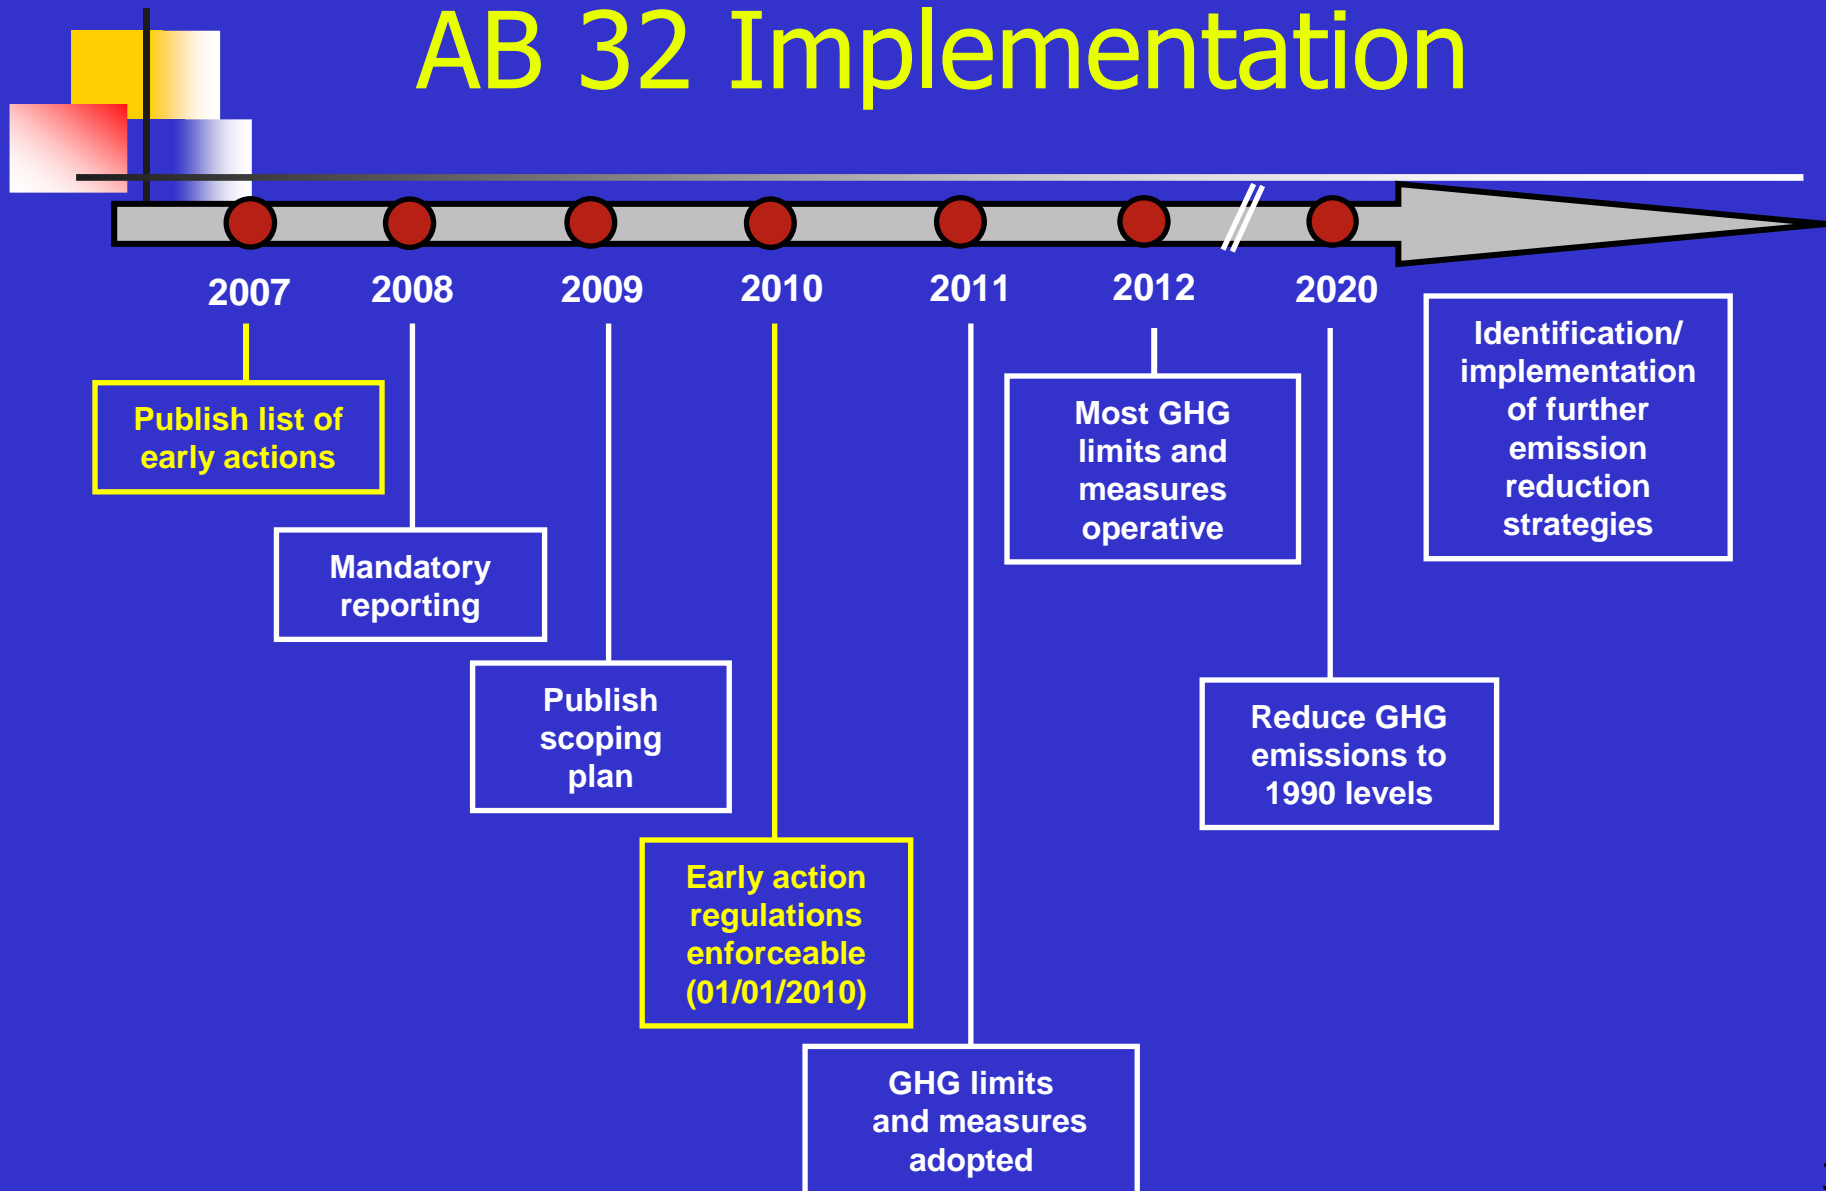 AB 32 Implementation
2007
2008
2009
2010
2011
2012
2020
Publish list of
early actions
Mandatory
reporting
Publish
scoping
plan
Early action
regulations
enforceable
(01/01/2010)
GHG limits
and measures
adopted
Most GHG
limits and
measures
operative
Reduce GHG
emissions to
1990 levels
Identification/
implementation
of further
emission
reduction
strategies